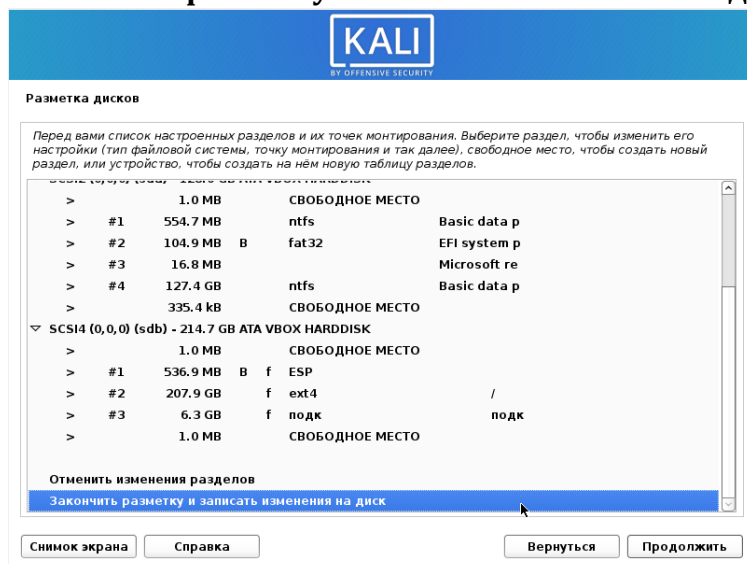 KALI
BY OFFENSIVE SECURITY
Разметка дисков
Перед вами список настроенных разделов и их точек монтирования. Выберите раздел, чтобы изменить его
настройки (тип файловой системы, точку монтирования и так далее), свободное место, чтобы создать новый
раздел, или устройство, чтобы создать на нём новую таблицу разделов.
> 1.0 MB СВОБОДНОЕ МЕСТО
> #1 554.7 MB ntfs Basic data p
> #2 104.9 MB B fat32 EFI system p
> #3 16.8 MB Microsoft re
> #4 127.4 GB ntfs Basic data p
> 335.4 kB СВОБОДНОЕ МЕСТО
SCSI4 (0,0,0) (sdb) - 214.7 GB ATA VBOX HARDDISK
> 1.0 MB СВОБОДНОЕ МЕСТО
> #1 536.9 MB B f ESP
> #2 207.9 GB f ext4 /
> #3 6.3 GB f подк подк
> 1.0 MB СВОБОДНОЕ МЕСТО
Отменить изменения разделов
Закончить разметку и записать изменения на диск
Снимок экрана Справка Вернуться Продолжить